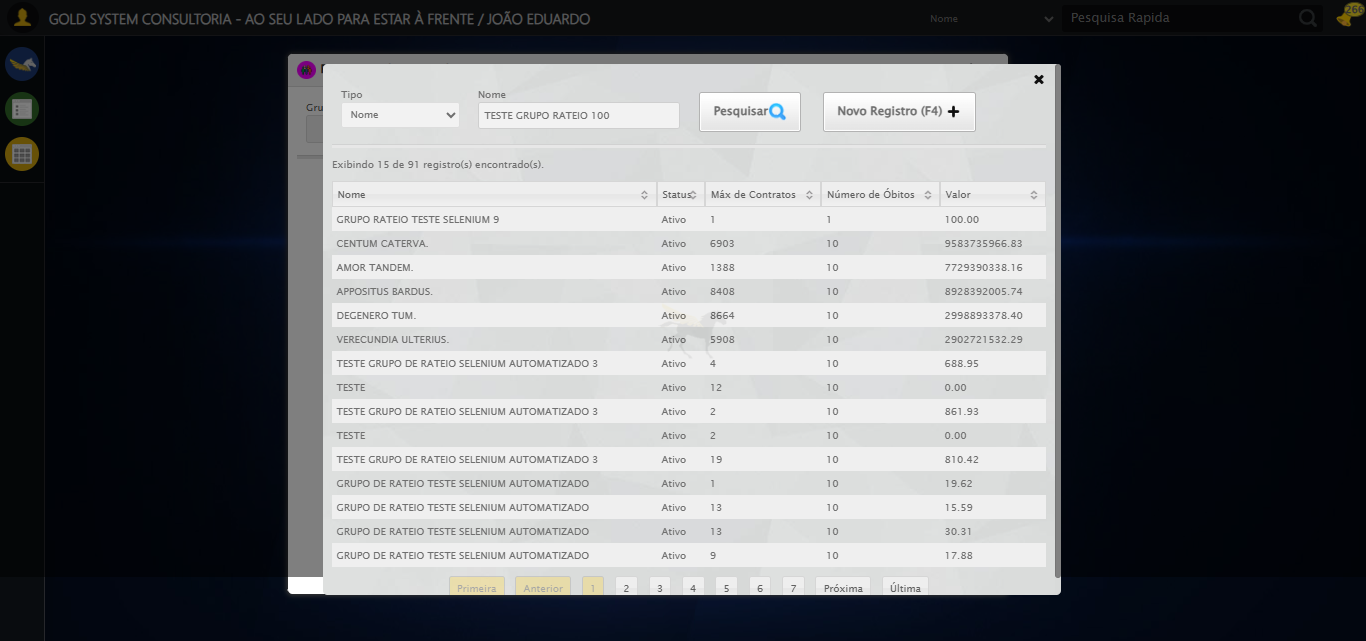 GOLD SYSTEM CONSULTORIA - AO SEU LADO PARA ESTAR À FRENTE / JOÃO EDUARDO
Nome
Pesquisa Rapida
266
Gru
Tipo
Nome
Nome
TESTE GRUPO RATEIO 100
Pesquisar
Novo Registro (F4)
Exibindo 15 de 91 registro(s) encontrado(s).
Nome Status Máx de Contratos Número de Óbitos Valor
GRUPO RATEIO TESTE SELENIUM 9 Ativo 1 1 100.00
CENTUM CATERVA. Ativo 6903 10 9583735966.83
AMOR TANDEM. Ativo 1388 10 7729390338.16
APPOSITUS BARDUS. Ativo 8408 10 8928392005.74
DEGENERO TUM. Ativo 8664 10 2998893378.40
VERECUNDIA ULTERIUS. Ativo 5908 10 2902721532.29
TESTE GRUPO DE RATEIO SELENIUM AUTOMATIZADO 3 Ativo 4 10 688.95
TESTE Ativo 12 10 0.00
TESTE GRUPO DE RATEIO SELENIUM AUTOMATIZADO 3 Ativo 2 10 861.93
TESTE Ativo 2 10 0.00
TESTE GRUPO DE RATEIO SELENIUM AUTOMATIZADO 3 Ativo 19 10 810.42
GRUPO DE RATEIO TESTE SELENIUM AUTOMATIZADO Ativo 1 10 19.62
GRUPO DE RATEIO TESTE SELENIUM AUTOMATIZADO Ativo 13 10 15.59
GRUPO DE RATEIO TESTE SELENIUM AUTOMATIZADO Ativo 13 10 30.31
GRUPO DE RATEIO TESTE SELENIUM AUTOMATIZADO Ativo 9 10 17.88
Primeira Anterior 1 2 3 4 5 6 7 Próxima Última